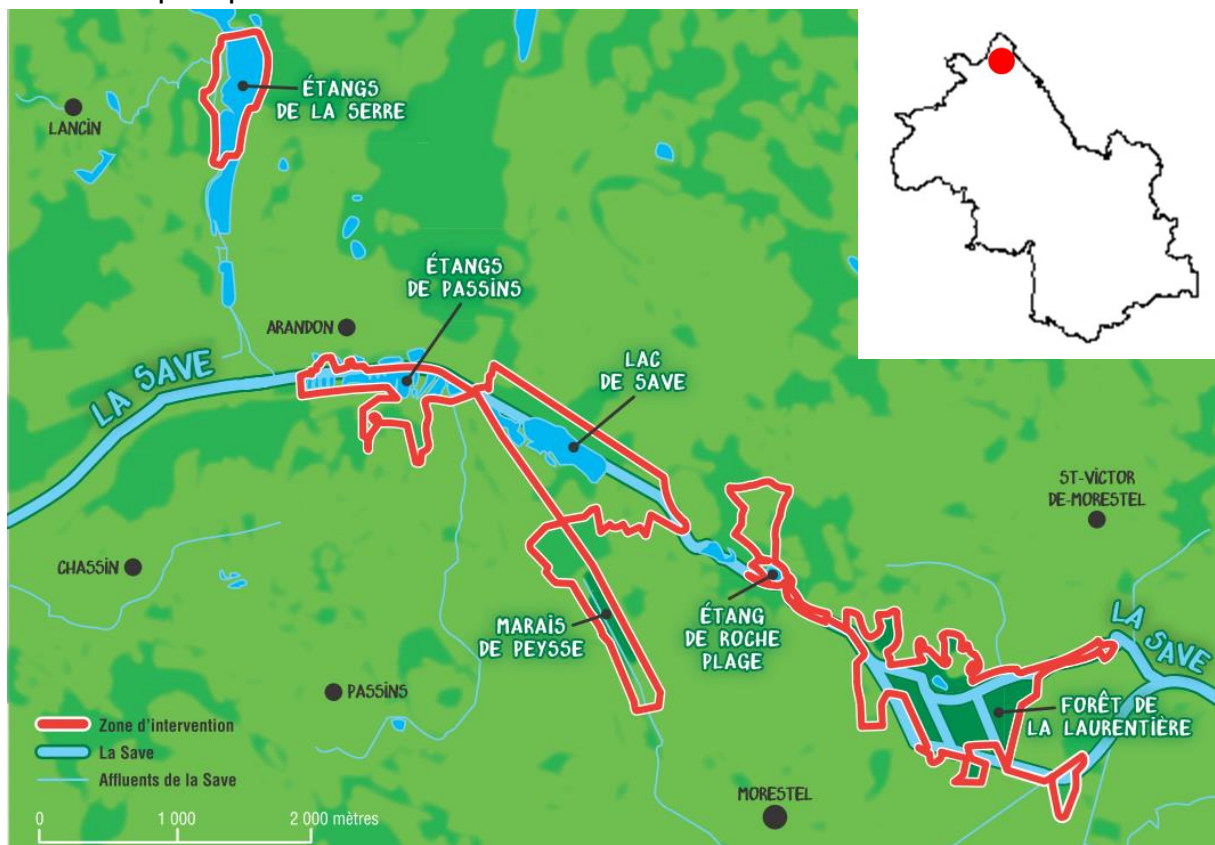 ÉTANGS
DE LA SERRE
LANCIN
ÉTANGS
DE PASSINS
ARANDON
LA SAVE
LAC
DE SAVE
ST-VICTOR
DE-MORESTEL
CHASSIN
MARAIS
DE PEYSSE
ÉTANG
DE ROCHE
PLAGE
LA SAVE
PASSINS
FORÊT DE
LA LAURENTIÈRE
MORESTEL
Zone d'intervention
La Save
Affluents de la Save
0 1 000 2 000 mètres